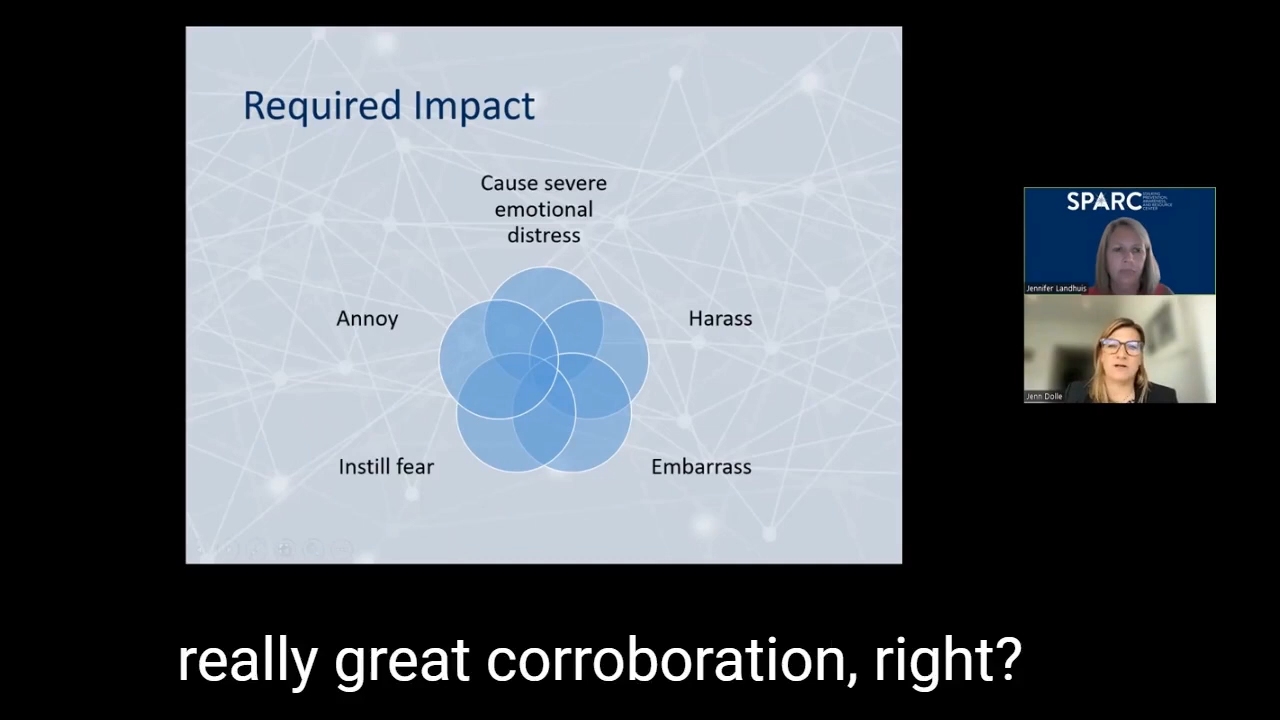 Required Impact
Cause severe
emotional
distress
Annoy
Harass
Instill fear
Embarrass
SPARC
Jennifer Landhuis
Jenn Dolle
really great corroboration, right?